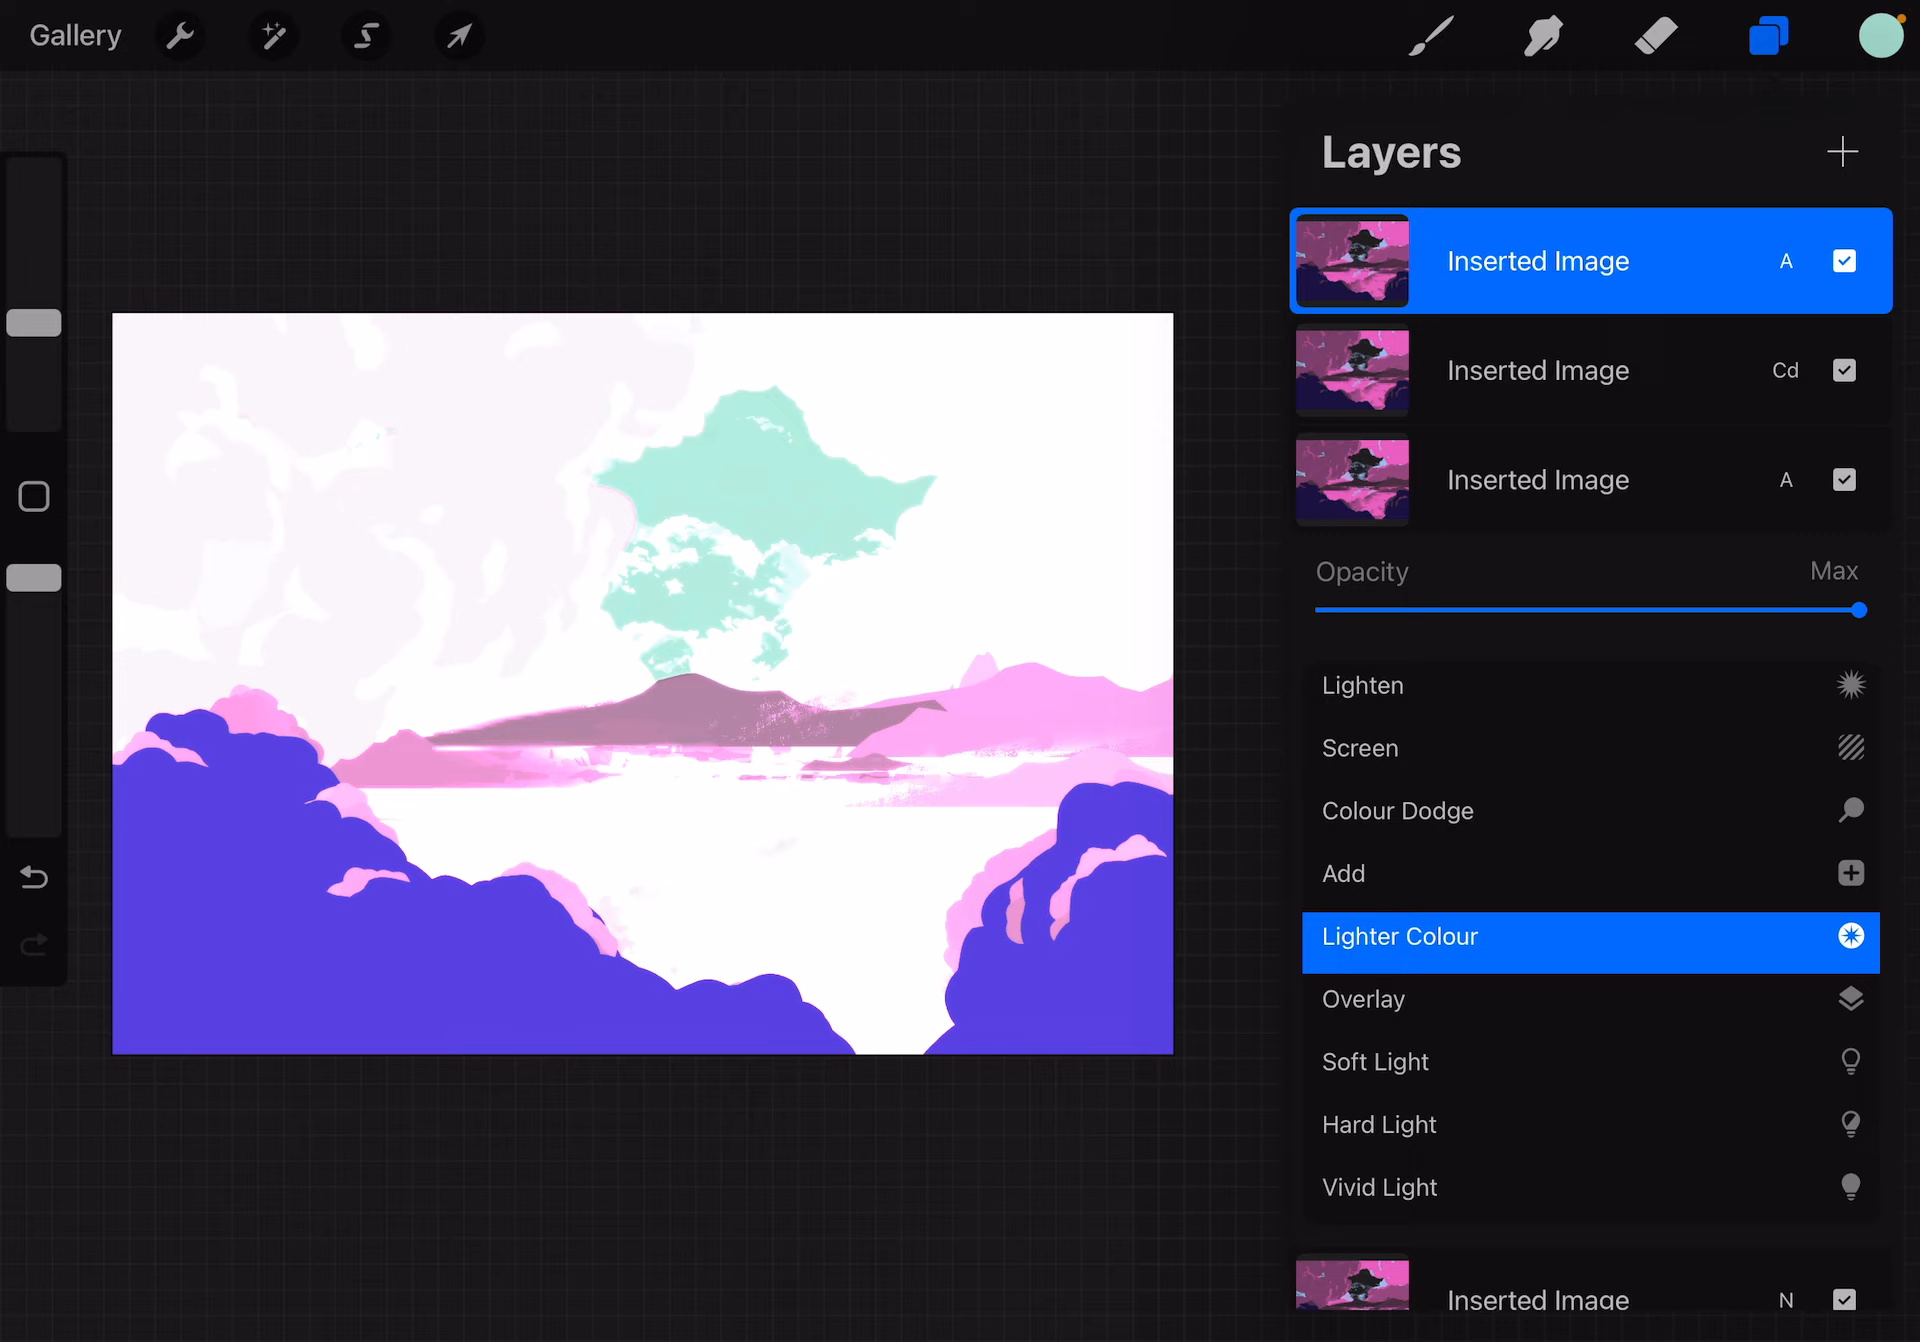 Gallery
Layers
Inserted Image A
Inserted Image Cd
Inserted Image A
Opacity Max
Lighten
Screen
Colour Dodge
Add
Lighter Colour
Overlay
Soft Light
Hard Light
Vivid Light
Inserted Image N